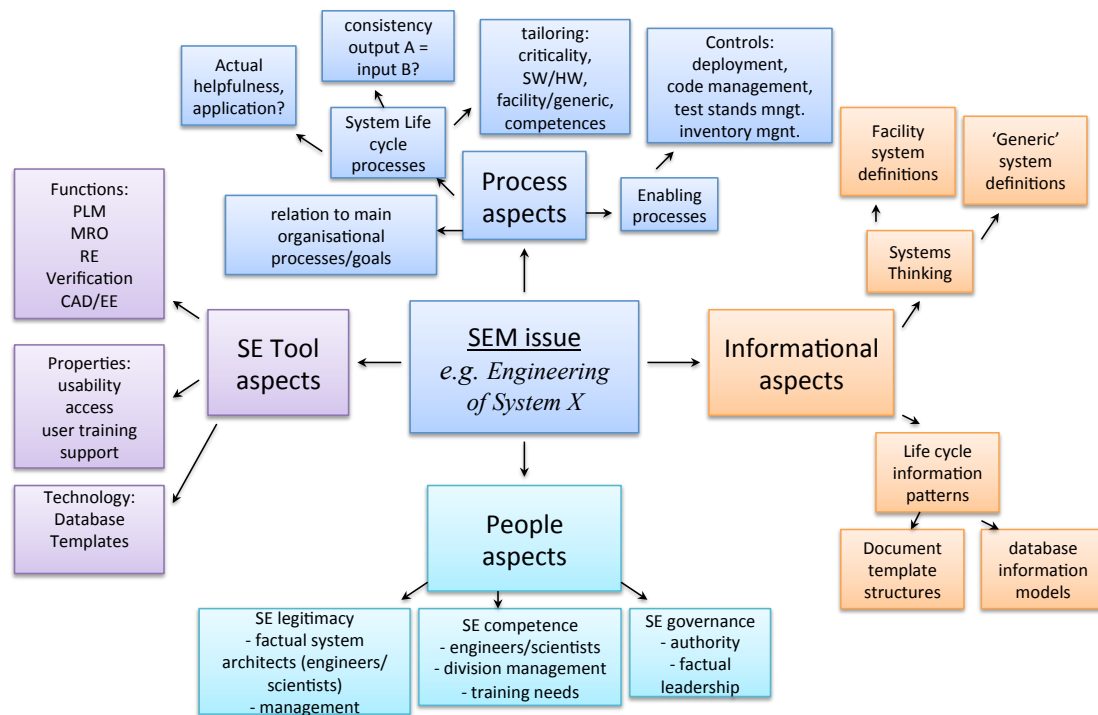 consistency
output A =
input B?
tailoring:
criticality,
SW/HW,
facility/generic,
competences
Controls:
deployment,
code management,
test stands mngt.
inventory mgnt.
Actual
helpfulness,
application?
System Life
cycle
processes
Process
aspects
Enabling
processes
relation to main
organisational
processes/goals
Facility
system
definitions
'Generic'
system
definitions
Systems
Thinking
Functions:
PLM
MRO
RE
Verification
CAD/EE
Properties:
usability
access
user training
support
Technology:
Database
Templates
SE Tool
aspects
SEM issue
e.g. Engineering
of System X
Informational
aspects
Life cycle
information
patterns
Document
template
structures
database
information
models
People
aspects
SE legitimacy
- factual system
architects (engineers/
scientists)
- management
SE competence
- engineers/scientists
- division management
- training needs
SE governance
- authority
- factual
leadership